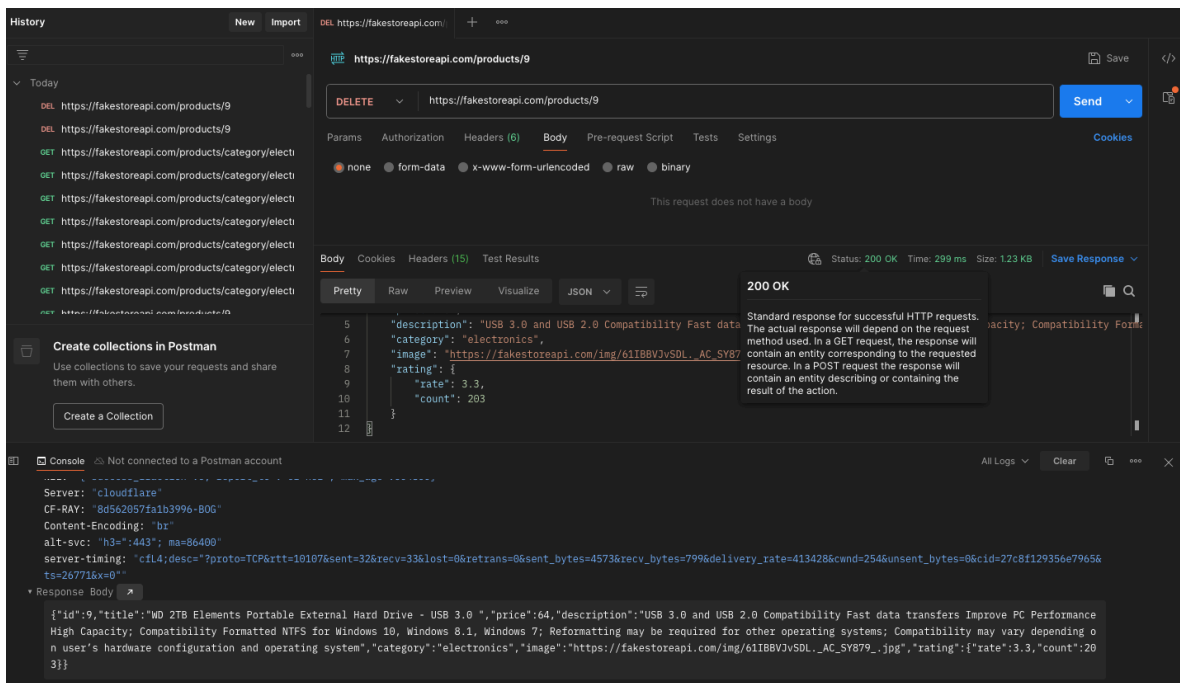 History
New
Import
DEL https://fakestoreapi.com/
https://fakestoreapi.com/products/9
Save
Today
DEL https://fakestoreapi.com/products/9
DEL https://fakestoreapi.com/products/9
GET https://fakestoreapi.com/products/category/electr
GET https://fakestoreapi.com/products/category/electr
GET https://fakestoreapi.com/products/category/electr
GET https://fakestoreapi.com/products/category/electr
GET https://fakestoreapi.com/products/category/electr
GET https://fakestoreapi.com/products/category/electr
GET https://fakestoreapi.com/products/category/electr
GET https://fakestoreapi.com/products/9
Create collections in Postman
Use collections to save your requests and share
them with others.
Create a Collection
HTTP
DELETE
https://fakestoreapi.com/products/9
Send
Params Authorization Headers (6) Body Pre-request Script Tests Settings
Cookies
none form-data x-www-form-urlencoded raw binary
This request does not have a body
Body Cookies Headers (15) Test Results
Status: 200 OK Time: 299 ms Size: 1.23 KB Save Response
Pretty Raw Preview Visualize JSON
200 OK
Standard response for successful HTTP requests.
The actual response will depend on the request
method used. In a GET request, the response will
contain an entity corresponding to the requested
resource. In a POST request the response will
contain an entity describing or containing the
result of the action.
5 "description": "USB 3.0 and USB 2.0 Compatibility Fast data acity; Compatibility Forma
6 "category": "electronics",
7 "image": "https://fakestoreapi.com/img/61IBBVJvSDL._AC_SY87
8 "rating": {
9 "rate": 3.3,
10 "count": 203
11 }
12 }
Console Not connected to a Postman account
All Logs Clear
Server: "cloudflare"
CF-RAY: "8d562057fa1b3996-BOG"
Content-Encoding: "br"
alt-svc: "h3=":443"; ma=86400"
server-timing: "cfL4;desc="?proto=TCP&rtt=10107&sent=32&recv=33&lost=0&retrans=0&sent_bytes=4573&recv_bytes=799&delivery_rate=413428&cwnd=254&unsent_bytes=0&cid=27c8f129356e7965&
ts=26771&x=0""
Response Body
{"id":9,"title":"WD 2TB Elements Portable External Hard Drive - USB 3.0 ","price":64,"description":"USB 3.0 and USB 2.0 Compatibility Fast data transfers Improve PC Performance
High Capacity; Compatibility Formatted NTFS for Windows 10, Windows 8.1, Windows 7; Reformatting may be required for other operating systems; Compatibility may vary depending o
n user's hardware configuration and operating system","category":"electronics","image":"https://fakestoreapi.com/img/61IBBVJvSDL._AC_SY879_.jpg","rating":{"rate":3.3,"count":20
3}}